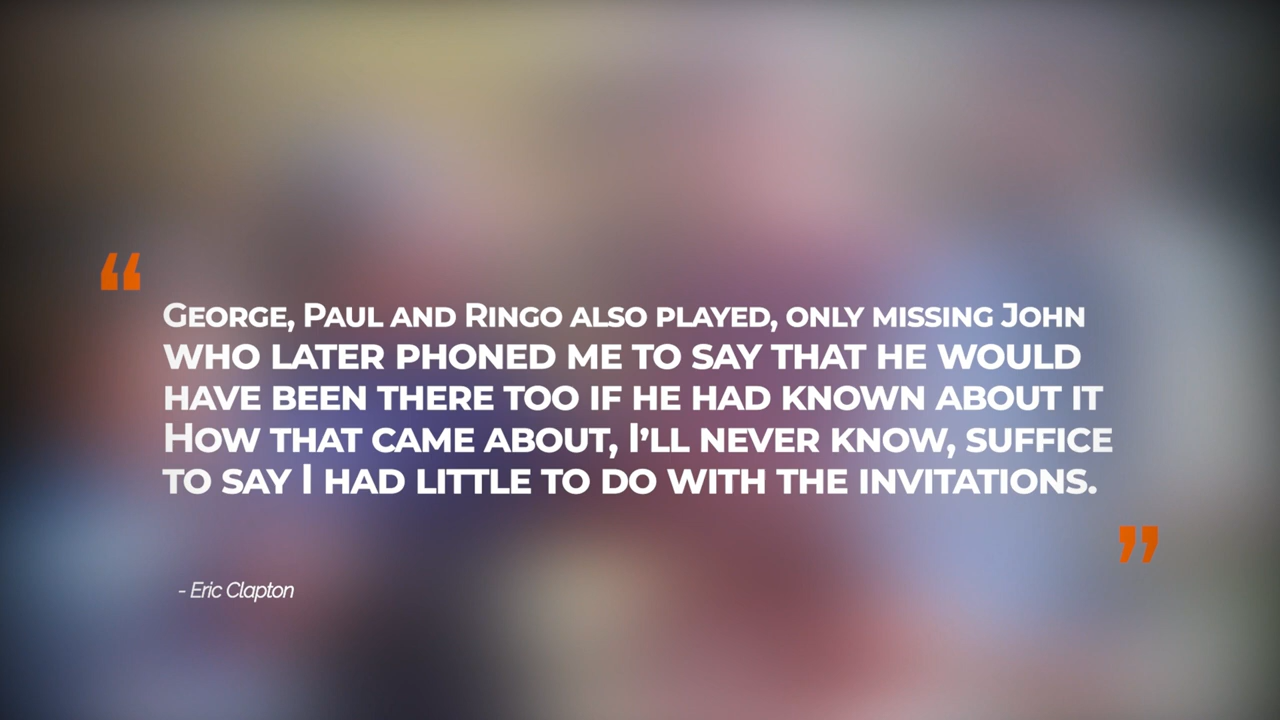 “
George, Paul and Ringo also played, only missing John
who later phoned me to say that he would
have been there too if he had known about it
How that came about, I’ll never know, suffice
to say I had little to do with the invitations.
”
- Eric Clapton